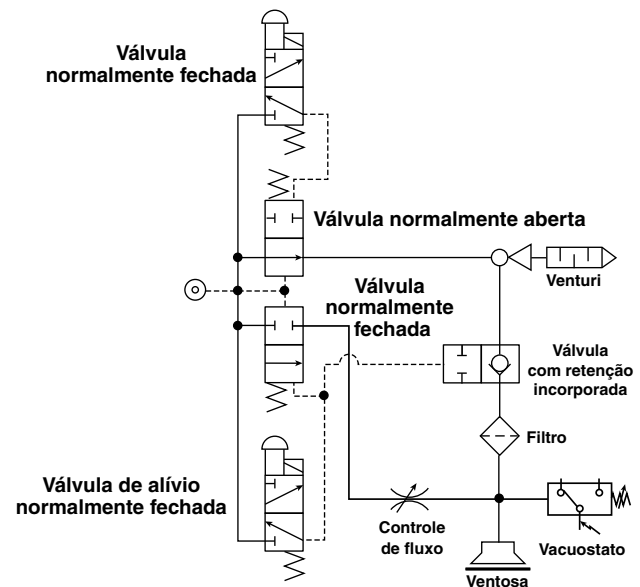 Válvula
normalmente fechada
Válvula normalmente aberta
Venturi
Válvula
normalmente
fechada
Válvula
com retenção
incorporada
Filtro
Válvula de alívio
normalmente fechada
Controle
de fluxo
Vacuostato
Ventosa